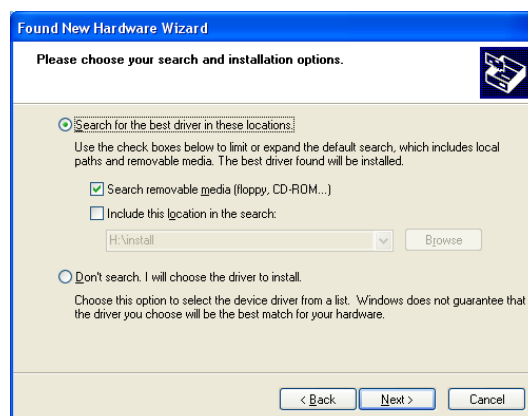 Found New Hardware Wizard
Please choose your search and installation options.
Search for the best driver in these locations.
Use the check boxes below to limit or expand the default search, which includes local
paths and removable media. The best driver found will be installed.
Search removable media (floppy, CD-ROM...)
Include this location in the search:
H:\install
Browse
Don't search. I will choose the driver to install.
Choose this option to select the device driver from a list. Windows does not guarantee that
the driver you choose will be the best match for your hardware.
< Back
Next >
Cancel